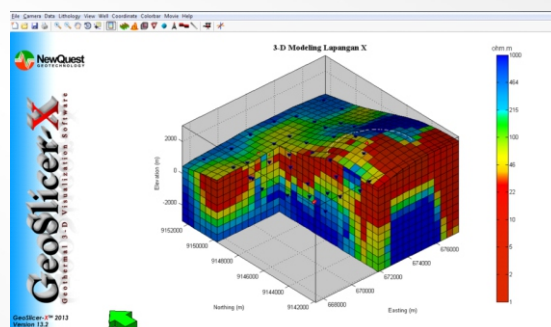 File Camera Data Lithology View Well Coordinate Colorbar Movie Help
NewQuest
GEOTECHNOLOGY
GeoSlicer-X
Geothermal 3-D Visualization Software
GeoSlicer-X™ 2013
Version 13.2
3-D Modeling Lapangan X
Elevation (m)
2000
0
-2000
9152000
9150000
9148000
9146000
9144000
9142000
Northing (m)
668000
670000
672000
674000
676000
Easting (m)
ohm.m
1000
464
215
100
46
22
10
5
2
1